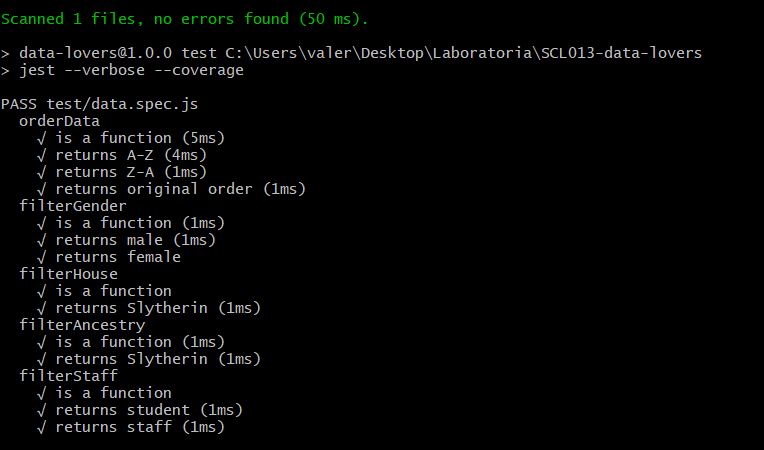 Scanned 1 files, no errors found (50 ms).
> data-lovers@1.0.0 test C:\Users\valer\Desktop\Laboratoria\SCL013-data-lovers
> jest --verbose --coverage
PASS test/data.spec.js
orderData
√ is a function (5ms)
√ returns A-Z (4ms)
√ returns Z-A (1ms)
√ returns original order (1ms)
filterGender
√ is a function (1ms)
√ returns male (1ms)
√ returns female
filterHouse
√ is a function
√ returns Slytherin (1ms)
filterAncestry
√ is a function (1ms)
√ returns Slytherin (1ms)
filterStaff
√ is a function
√ returns student (1ms)
√ returns staff (1ms)